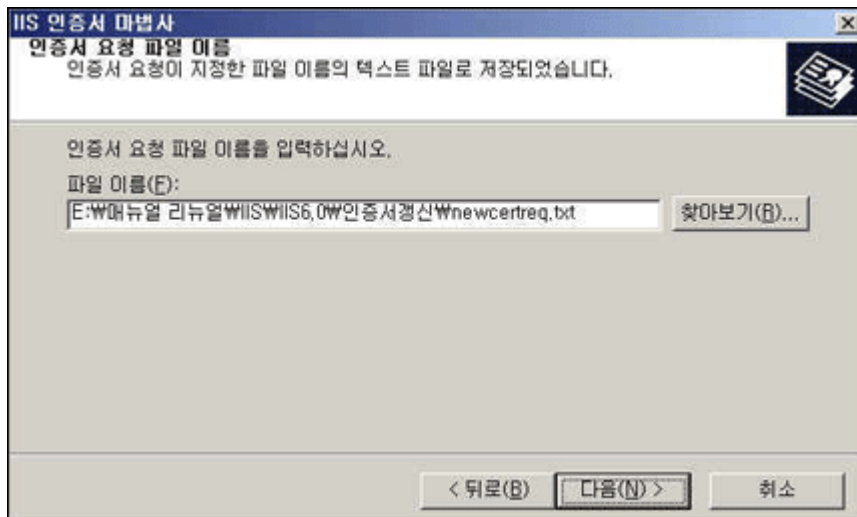 IIS 인증서 마법사
인증서 요청 파일 이름
인증서 요청이 지정한 파일 이름의 텍스트 파일로 저장되었습니다.
인증서 요청 파일 이름을 입력하십시오.
파일 이름(F):
E:₩매뉴얼 리뉴얼₩IIS₩IIS6.0₩인증서갱신₩newcertreq.txt 찾아보기(R)...
< 뒤로(B) 다음(N) > 취소